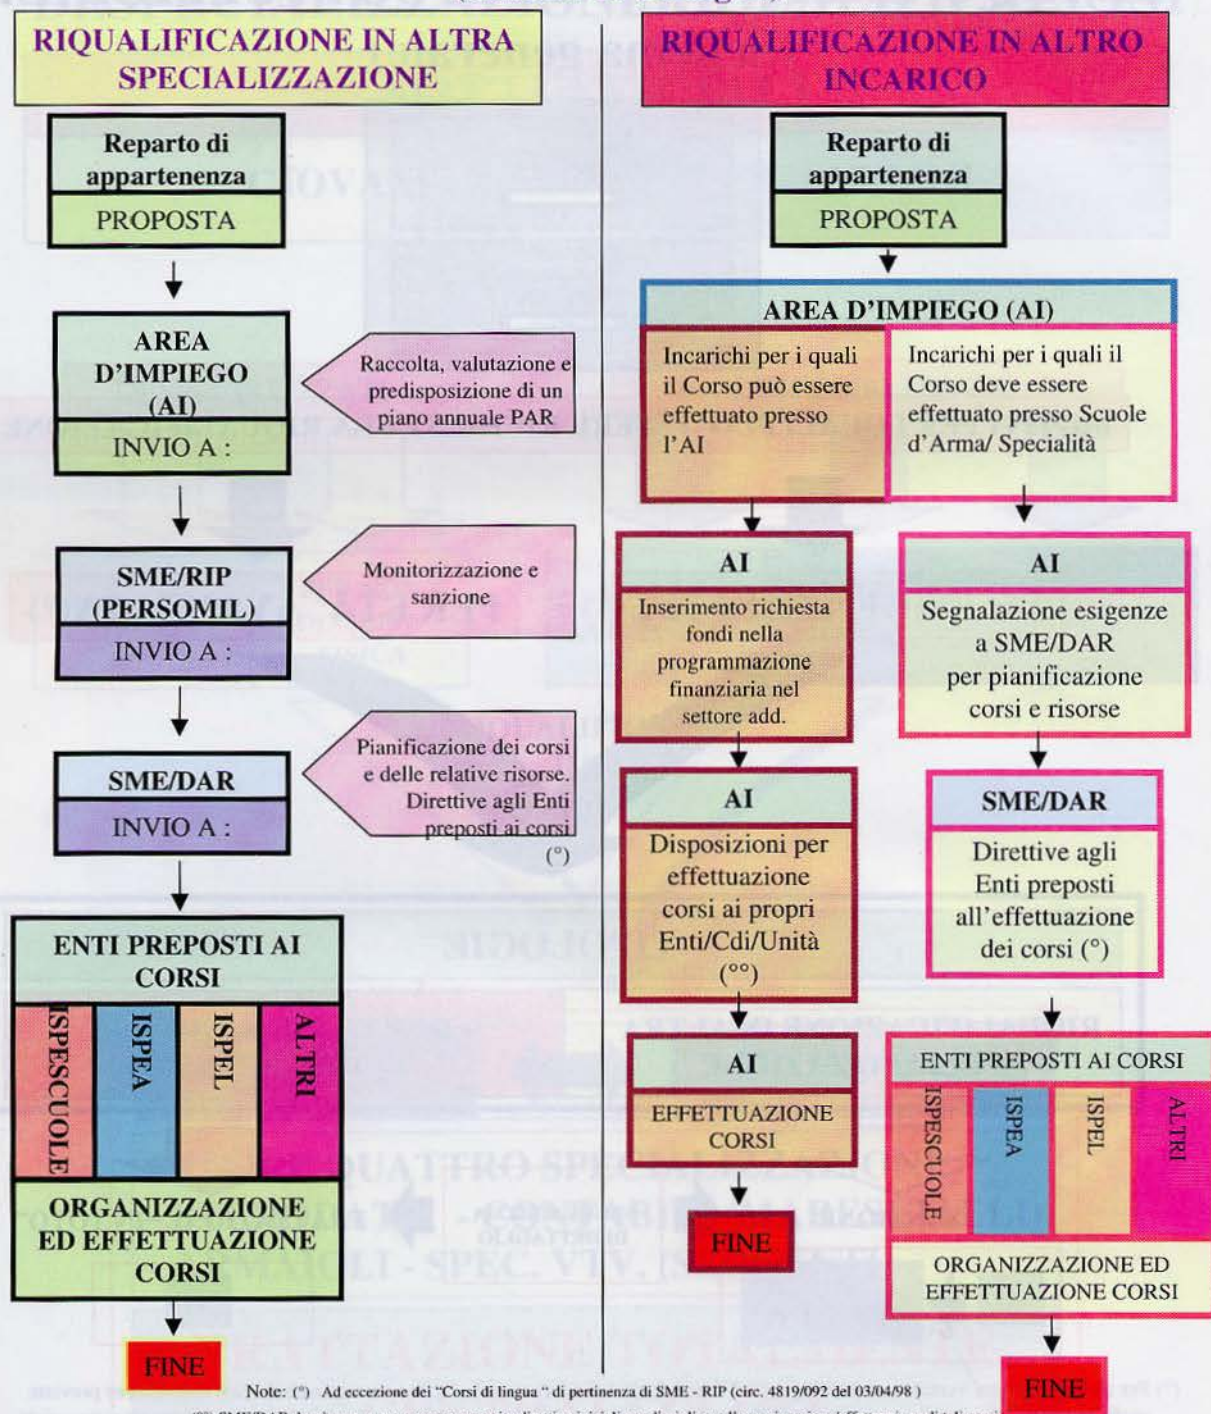 RIQUALIFICAZIONE IN ALTRA
SPECIALIZZAZIONE
Reparto di
appartenenza
PROPOSTA
AREA
D'IMPIEGO
(AI)
INVIO A :
Raccolta, valutazione e
predisposizione di un
piano annuale PAR
SME/RIP
(PERSOMIL)
INVIO A :
Monitorizzazione e
sanzione
SME/DAR
INVIO A :
Pianificazione dei corsi
e delle relative risorse.
Direttive agli Enti
preposti ai corsi
(°)
ENTI PREPOSTI AI
CORSI
ISPESCUOLE
ISPEA
ISPEL
ALTRI
ORGANIZZAZIONE
ED EFFETTUAZIONE
CORSI
FINE
RIQUALIFICAZIONE IN ALTRO
INCARICO
Reparto di
appartenenza
PROPOSTA
AREA D'IMPIEGO (AI)
Incarichi per i quali
il Corso può essere
effettuato presso
l'AI
Incarichi per i quali il
Corso deve essere
effettuato presso Scuole
d'Arma/ Specialità
AI
Inserimento richiesta
fondi nella
programmazione
finanziaria nel
settore add.
AI
Disposizioni per
effettuazione
corsi ai propri
Enti/Cdi/Unità
(°°)
AI
EFFETTUAZIONE
CORSI
FINE
AI
Segnalazione esigenze
a SME/DAR
per pianificazione
corsi e risorse
SME/DAR
Direttive agli
Enti preposti
all'effettuazione
dei corsi (°)
ENTI PREPOSTI AI CORSI
ISPESCUOLE
ISPEA
ISPEL
ALTRI
ORGANIZZAZIONE ED
EFFETTUAZIONE CORSI
FINE
Note: (°) Ad eccezione dei "Corsi di lingua " di pertinenza di SME - RIP (circ. 4819/092 del 03/04/98 )